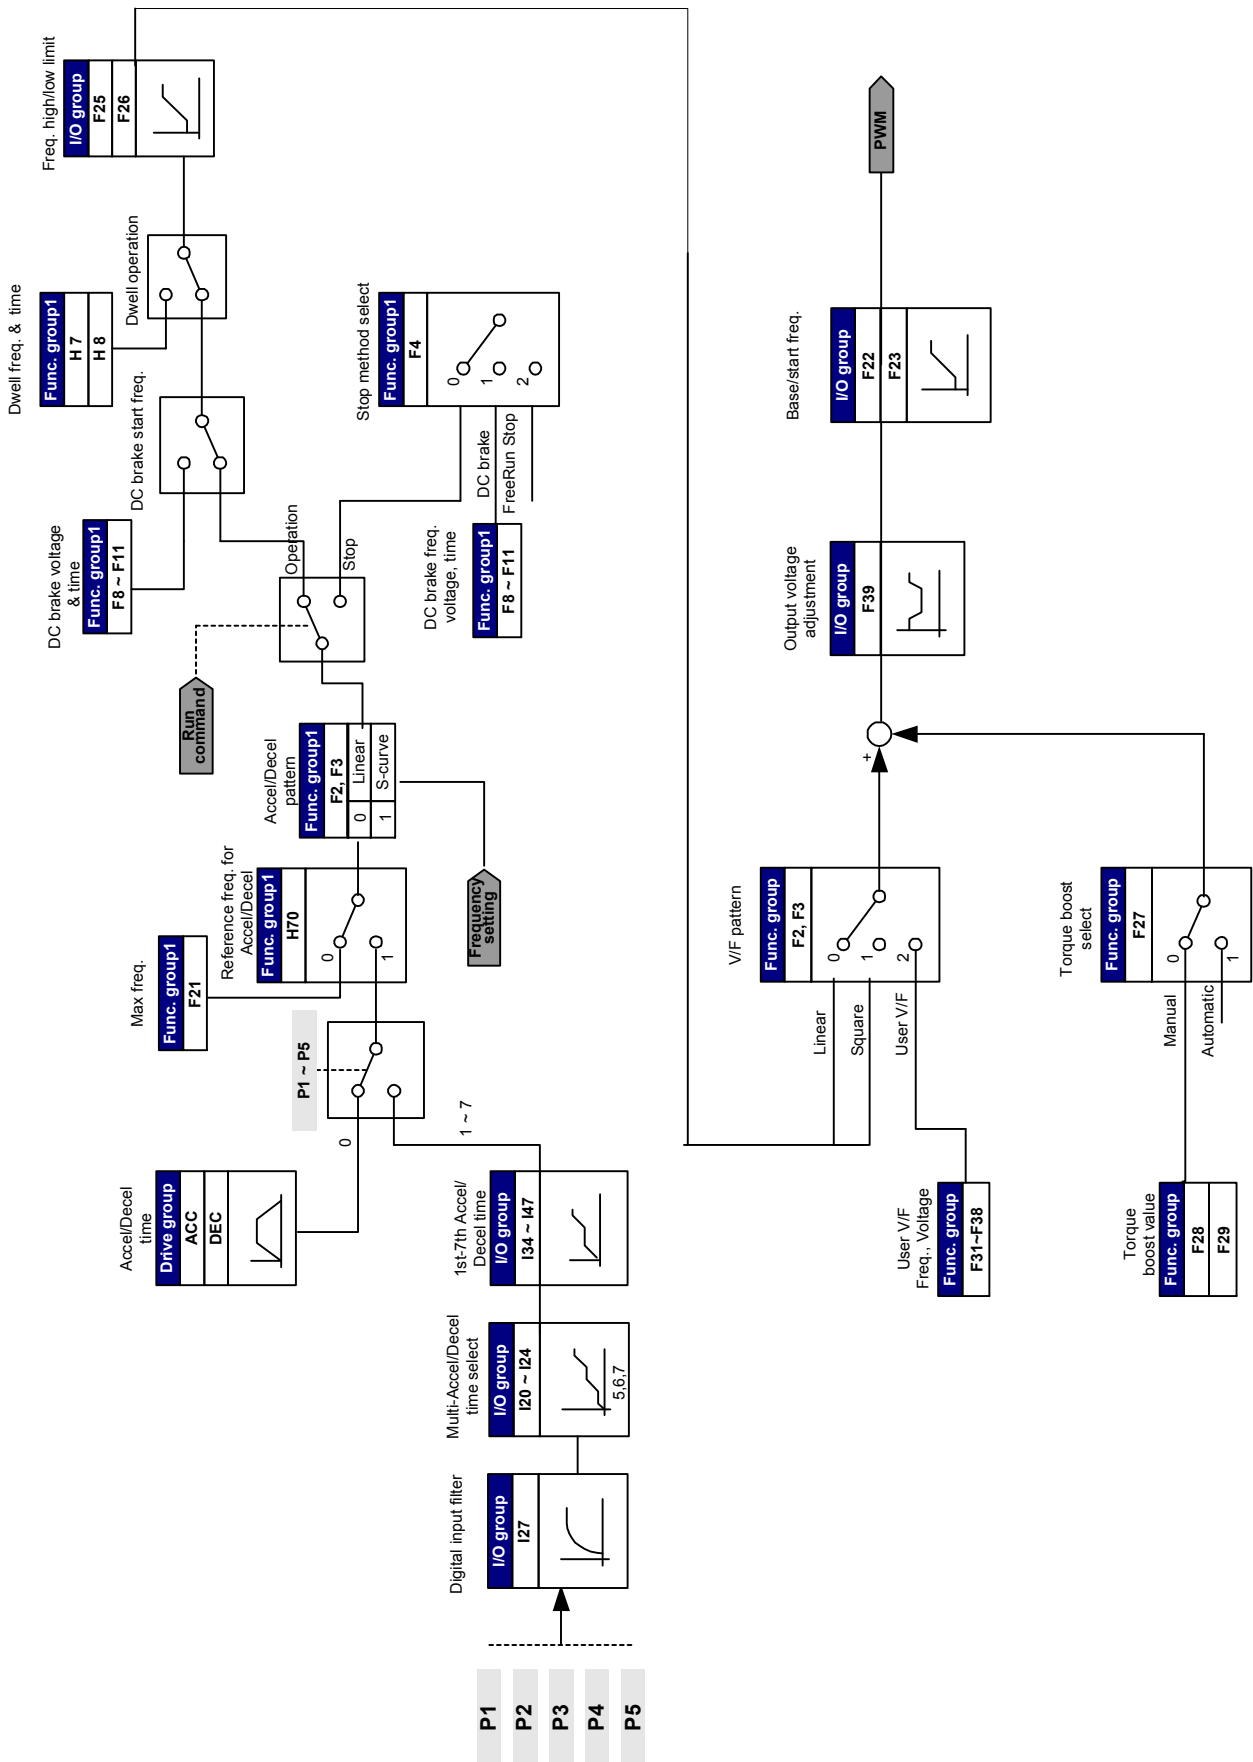 P1
P2
P3
P4
P5
Digital input filter
I/O group
I27
Multi-Accel/Decel
time select
I/O group
I20 ~ I24
5,6,7
1st-7th Accel/
Decel time
I/O group
I34 ~ I47
Accel/Decel
time
Drive group
ACC
DEC
0
1 ~ 7
P1 ~ P5
Max freq.
Func. group1
F21
Reference freq. for
Accel/Decel
Func. group1
H70
0
1
Frequency
setting
Accel/Decel
pattern
Func. group1
F2, F3
0
Linear
1
S-curve
Run
command
Operation
Stop
DC brake voltage
& time
Func. group1
F8 ~ F11
DC brake start freq.
DC brake freq.
voltage, time
Func. group1
F8 ~ F11
DC brake
FreeRun Stop
Stop method select
Func. group1
F4
0
1
2
Dwell freq. & time
Func. group1
H 7
H 8
Dwell operation
Freq. high/low limit
I/O group
F25
F26
User V/F
Freq., Voltage
Func. group
F31~F38
Linear
Square
User V/F
V/F pattern
Func. group
F2, F3
0
1
2
Torque
boost value
Func. group
F28
F29
Manual
Automatic
Torque boost
select
Func. group
F27
0
1
+
Output voltage
adjustment
I/O group
F39
Base/start freq.
I/O group
F22
F23
PWM